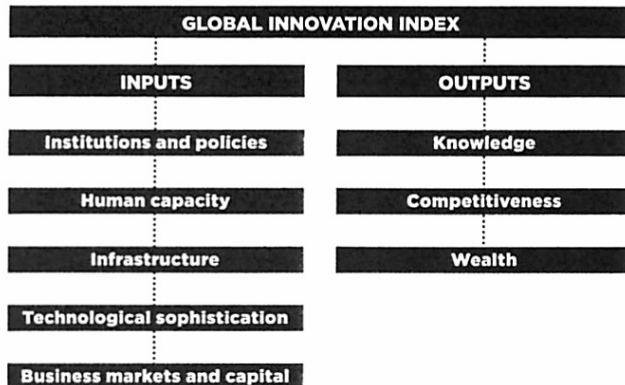 GLOBAL INNOVATION INDEX
INPUTS
Institutions and policies
Human capacity
Infrastructure
Technological sophistication
Business markets and capital
OUTPUTS
Knowledge
Competitiveness
Wealth